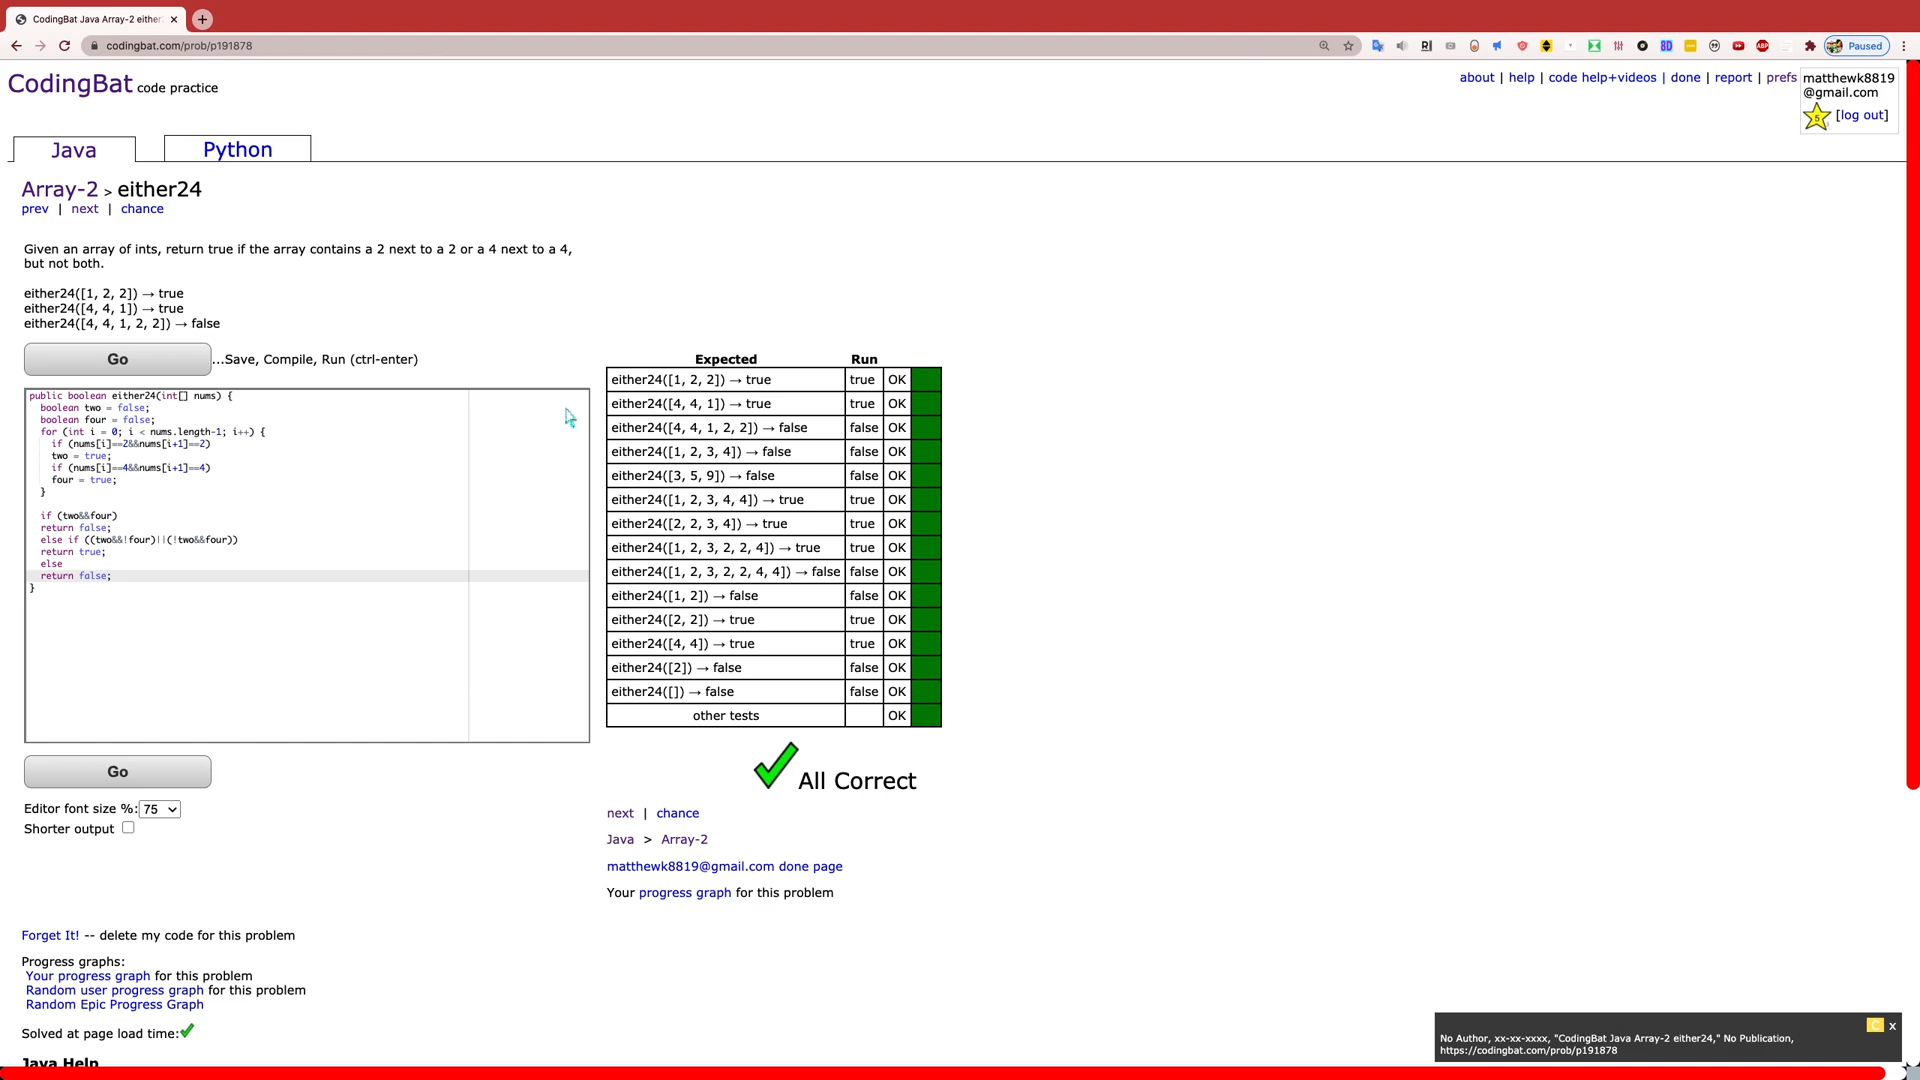 CodingBat Java Array-2 either
codingbat.com/prob/p191878
Paused
CodingBat code practice
about | help | code help+videos | done | report | prefs
matthewk8819
@gmail.com
5
[log out]
Java
Python
Array-2 > either24
prev | next | chance
Given an array of ints, return true if the array contains a 2 next to a 2 or a 4 next to a 4,
but not both.
either24([1, 2, 2]) → true
either24([4, 4, 1]) → true
either24([4, 4, 1, 2, 2]) → false
Go ...Save, Compile, Run (ctrl-enter)
public boolean either24(int[] nums) {
boolean two = false;
boolean four = false;
for (int i = 0; i < nums.length-1; i++) {
if (nums[i]==2&&nums[i+1]==2)
two = true;
if (nums[i]==4&&nums[i+1]==4)
four = true;
}
if (two&&four)
return false;
else if ((two&&!four)||(!two&&four))
return true;
else
return false;
}
Expected Run
either24([1, 2, 2]) → true true OK
either24([4, 4, 1]) → true true OK
either24([4, 4, 1, 2, 2]) → false false OK
either24([1, 2, 3, 4]) → false false OK
either24([3, 5, 9]) → false false OK
either24([1, 2, 3, 4, 4]) → true true OK
either24([2, 2, 3, 4]) → true true OK
either24([1, 2, 3, 2, 2, 4]) → true true OK
either24([1, 2, 3, 2, 2, 4, 4]) → false false OK
either24([1, 2]) → false false OK
either24([2, 2]) → true true OK
either24([4, 4]) → true true OK
either24([2]) → false false OK
either24([]) → false false OK
other tests OK
All Correct
next | chance
Java > Array-2
matthewk8819@gmail.com done page
Your progress graph for this problem
Go
Editor font size %: 75
Shorter output
Forget It! -- delete my code for this problem
Progress graphs:
Your progress graph for this problem
Random user progress graph for this problem
Random Epic Progress Graph
Solved at page load time:
Java Help
No Author, xx-xx-xxxx, "CodingBat Java Array-2 either24," No Publication,
https://codingbat.com/prob/p191878